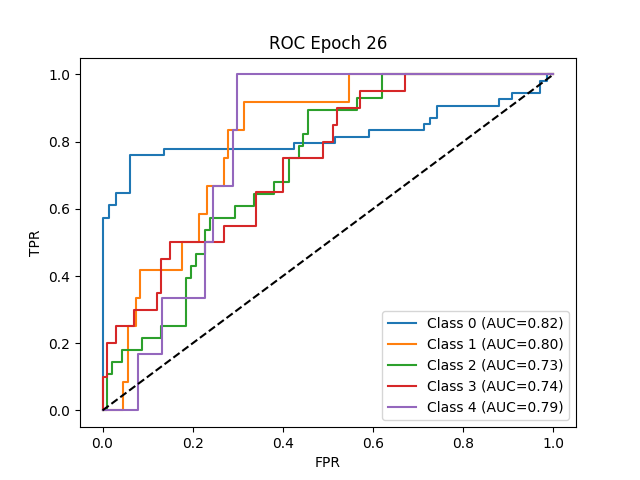 ROC Epoch 26
TPR
1.0
0.8
0.6
0.4
0.2
0.0
Class 0 (AUC=0.82)
Class 1 (AUC=0.80)
Class 2 (AUC=0.73)
Class 3 (AUC=0.74)
Class 4 (AUC=0.79)
0.0 0.2 0.4 0.6 0.8 1.0
FPR